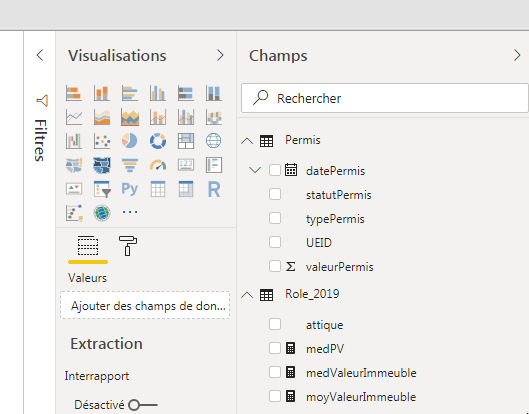 Visualisations
Filtres
Py
R
123
Valeurs
Ajouter des champs de don...
Extraction
Interrapport
Désactivé
Champs
Rechercher
Permis
datePermis
statutPermis
typePermis
UEID
Σ valeurPermis
Role_2019
attique
medPV
medValeurImmeuble
moyValeurImmeuble